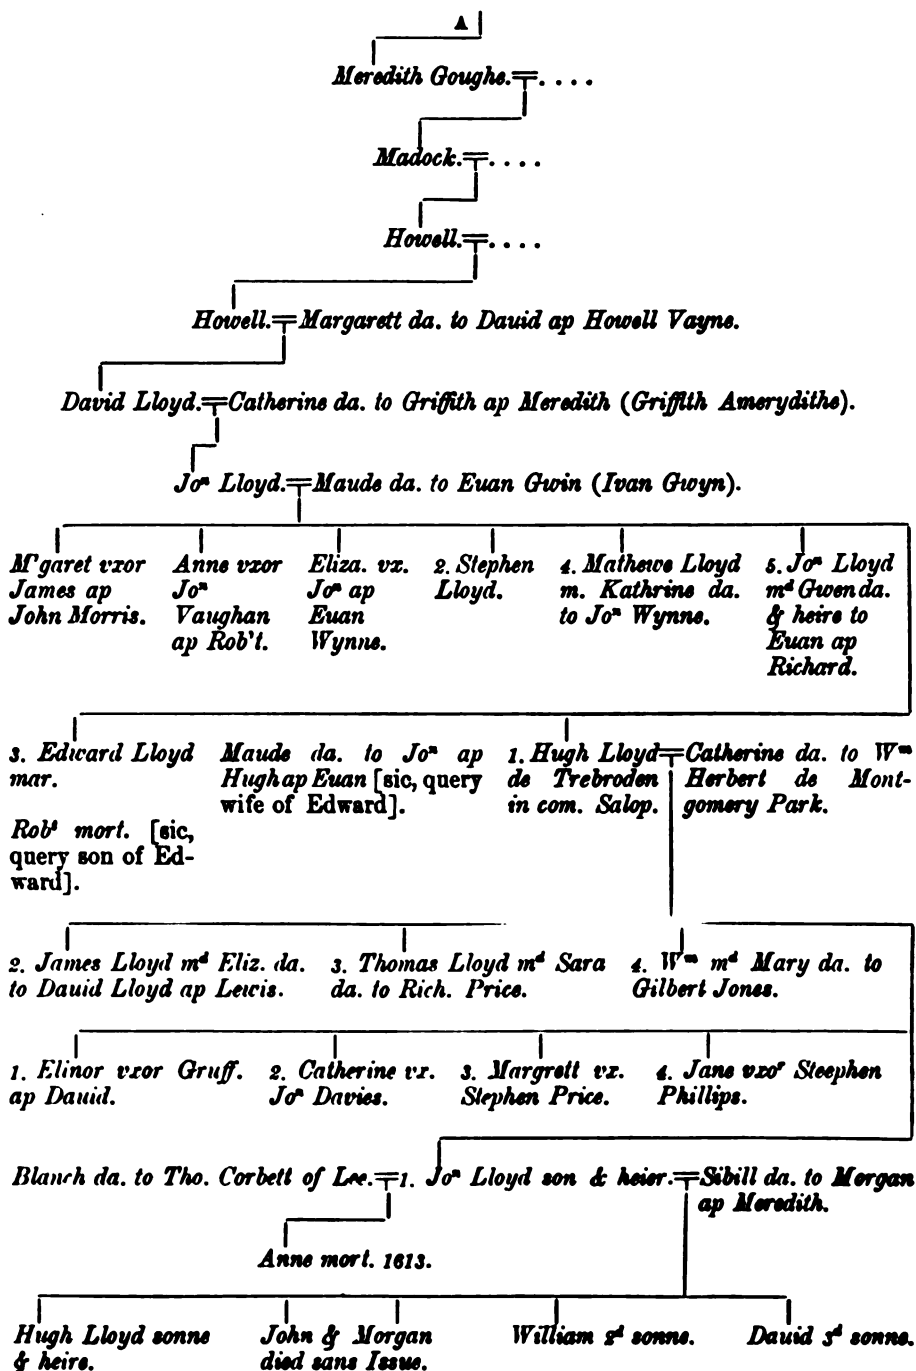 A
Meredith Goughe.=. . . .
Madock.=. . . .
Howell.=. . . .
Howell.=Margarett da. to Dauid ap Howell Vayne.
David Lloyd.=Catherine da. to Griffith ap Meredith (Griffith Amerydithe).
Joⁿ Lloyd.=Maude da. to Euan Gwin (Ivan Gwyn).
M'garet vxor
James ap
John Morris.
Anne vxor
Joⁿ
Vaughan
ap Rob't.
Eliza. vx.
Joⁿ ap
Euan
Wynne.
2. Stephen
Lloyd.
4. Mathewe Lloyd
m. Kathrine da.
to Joⁿ Wynne.
5. Joⁿ Lloyd
mᵈ Gwen da.
& heire to
Euan ap
Richard.
3. Edward Lloyd
mar.
Robᵗ mort. [sic,
query son of Ed-
ward].
Maude da. to Joⁿ ap
Hugh ap Euan [sic, query
wife of Edward].
1. Hugh Lloyd=
de Trebroden
in com. Salop.
Catherine da. to Wᵐ
Herbert de Mont-
gomery Park.
2. James Lloyd mᵈ Eliz. da.
to Dauid Lloyd ap Lewis.
3. Thomas Lloyd mᵈ Sara
da. to Rich. Price.
4. Wᵐ mᵈ Mary da. to
Gilbert Jones.
1. Elinor vxor Gruff.
ap Dauid.
2. Catherine vx.
Joⁿ Davies.
3. Margrett vx.
Stephen Price.
4. Jane vxoʳ Steephen
Phillips.
Blanch da. to Tho. Corbett of Lee.=1. Joⁿ Lloyd son & heier.=Sibill da. to Morgan
ap Meredith.
Anne mort. 1613.
Hugh Lloyd sonne
& heire.
John & Morgan
died sans Issue.
William 2ᵈ sonne.
Dauid 3ᵈ sonne.